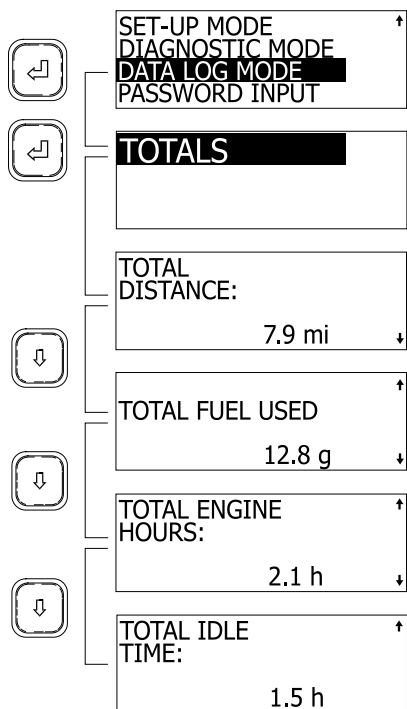 SET-UP MODE
DIAGNOSTIC MODE
DATA LOG MODE
PASSWORD INPUT
TOTALS
TOTAL
DISTANCE:
7.9 mi
TOTAL FUEL USED
12.8 g
TOTAL ENGINE
HOURS:
2.1 h
TOTAL IDLE
TIME:
1.5 h